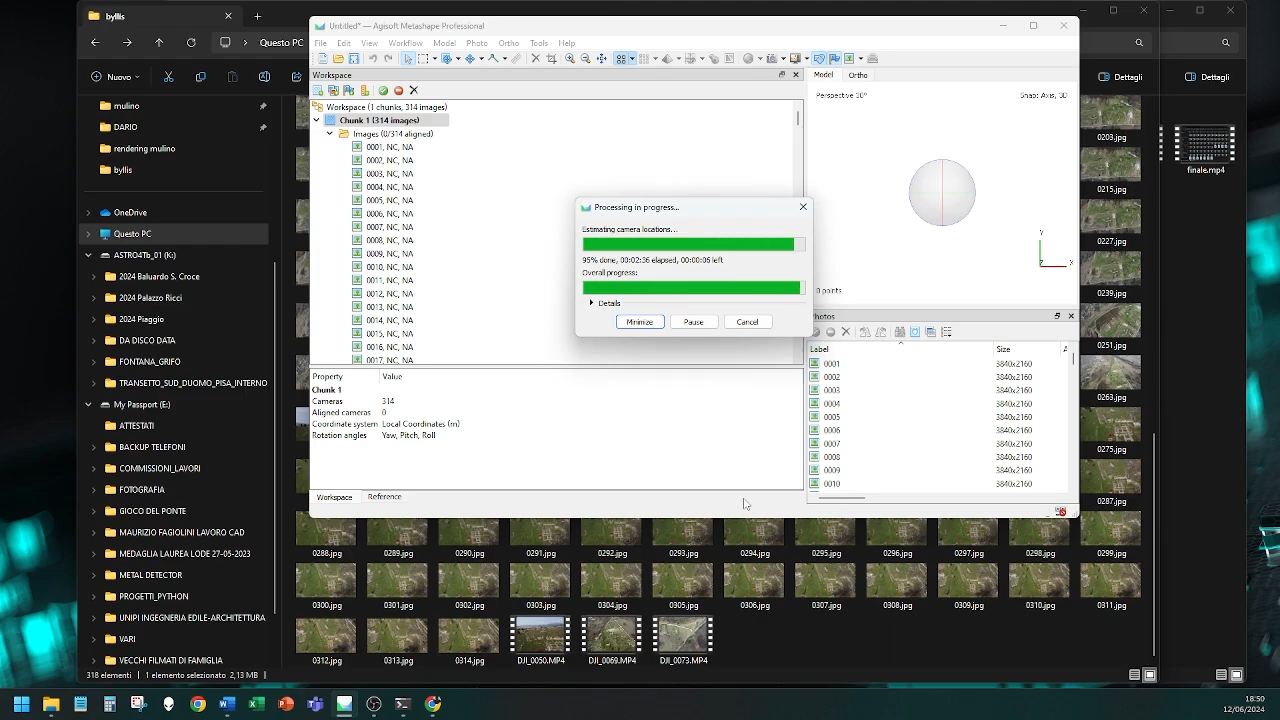 byllis
Untitled* — Agisoft Metashape Professional
File Edit View Workflow Model Photo Ortho Tools Help
Questo PC
Nuovo
Dettagli
Dettagli
Workspace
Model Ortho
Perspective 30°
Snap: Axis, 3D
mulino
DARIO
rendering mulino
byllis
OneDrive
Questo PC
ASTRO4Tb_01 (K:)
2024 Baluardo S. Croce
2024 Palazzo Ricci
2024 Piaggio
DA DISCO DATA
FONTANA_GRIFO
TRANSETTO_SUD_DUOMO_PISA_INTERNO
My Passport (E:)
ATTESTATI
BACKUP TELEFONI
COMMISSIONI_LAVORI
FOTOGRAFIA
GIOCO DEL PONTE
MAURIZIO FAGIOLINI LAVORO CAD
MEDAGLIA LAUREA LODE 27-05-2023
METAL DETECTOR
PROGETTI_PYTHON
UNIPI INGEGNERIA EDILE-ARCHITETTURA
VARI
VECCHI FILMATI DI FAMIGLIA
Workspace (1 chunks, 314 images)
Chunk 1 (314 images)
Images (0/314 aligned)
0001, NC, NA
0002, NC, NA
0003, NC, NA
0004, NC, NA
0005, NC, NA
0006, NC, NA
0007, NC, NA
0008, NC, NA
0009, NC, NA
0010, NC, NA
0011, NC, NA
0012, NC, NA
0013, NC, NA
0014, NC, NA
0015, NC, NA
0016, NC, NA
0017, NC, NA
Processing in progress...
Estimating camera locations...
95% done, 00:02:36 elapsed, 00:00:06 left
Overall progress:
Details
Minimize Pause Cancel
y
x
z
0 points
Photos
Label Size
0001 3840x2160
0002 3840x2160
0003 3840x2160
0004 3840x2160
0005 3840x2160
0006 3840x2160
0007 3840x2160
0008 3840x2160
0009 3840x2160
0010 3840x2160
Property Value
Chunk 1
Cameras 314
Aligned cameras 0
Coordinate system Local Coordinates (m)
Rotation angles Yaw, Pitch, Roll
Workspace Reference
0203.jpg
0215.jpg
0227.jpg
0239.jpg
0251.jpg
0263.jpg
0275.jpg
0287.jpg
finale.mp4
0288.jpg 0289.jpg 0290.jpg 0291.jpg 0292.jpg 0293.jpg 0294.jpg 0295.jpg 0296.jpg 0297.jpg 0298.jpg 0299.jpg
0300.jpg 0301.jpg 0302.jpg 0303.jpg 0304.jpg 0305.jpg 0306.jpg 0307.jpg 0308.jpg 0309.jpg 0310.jpg 0311.jpg
0312.jpg 0313.jpg 0314.jpg DJI_0050.MP4 DJI_0069.MP4 DJI_0073.MP4
318 elementi 1 elemento selezionato 2,13 MB
18:50
12/06/2024